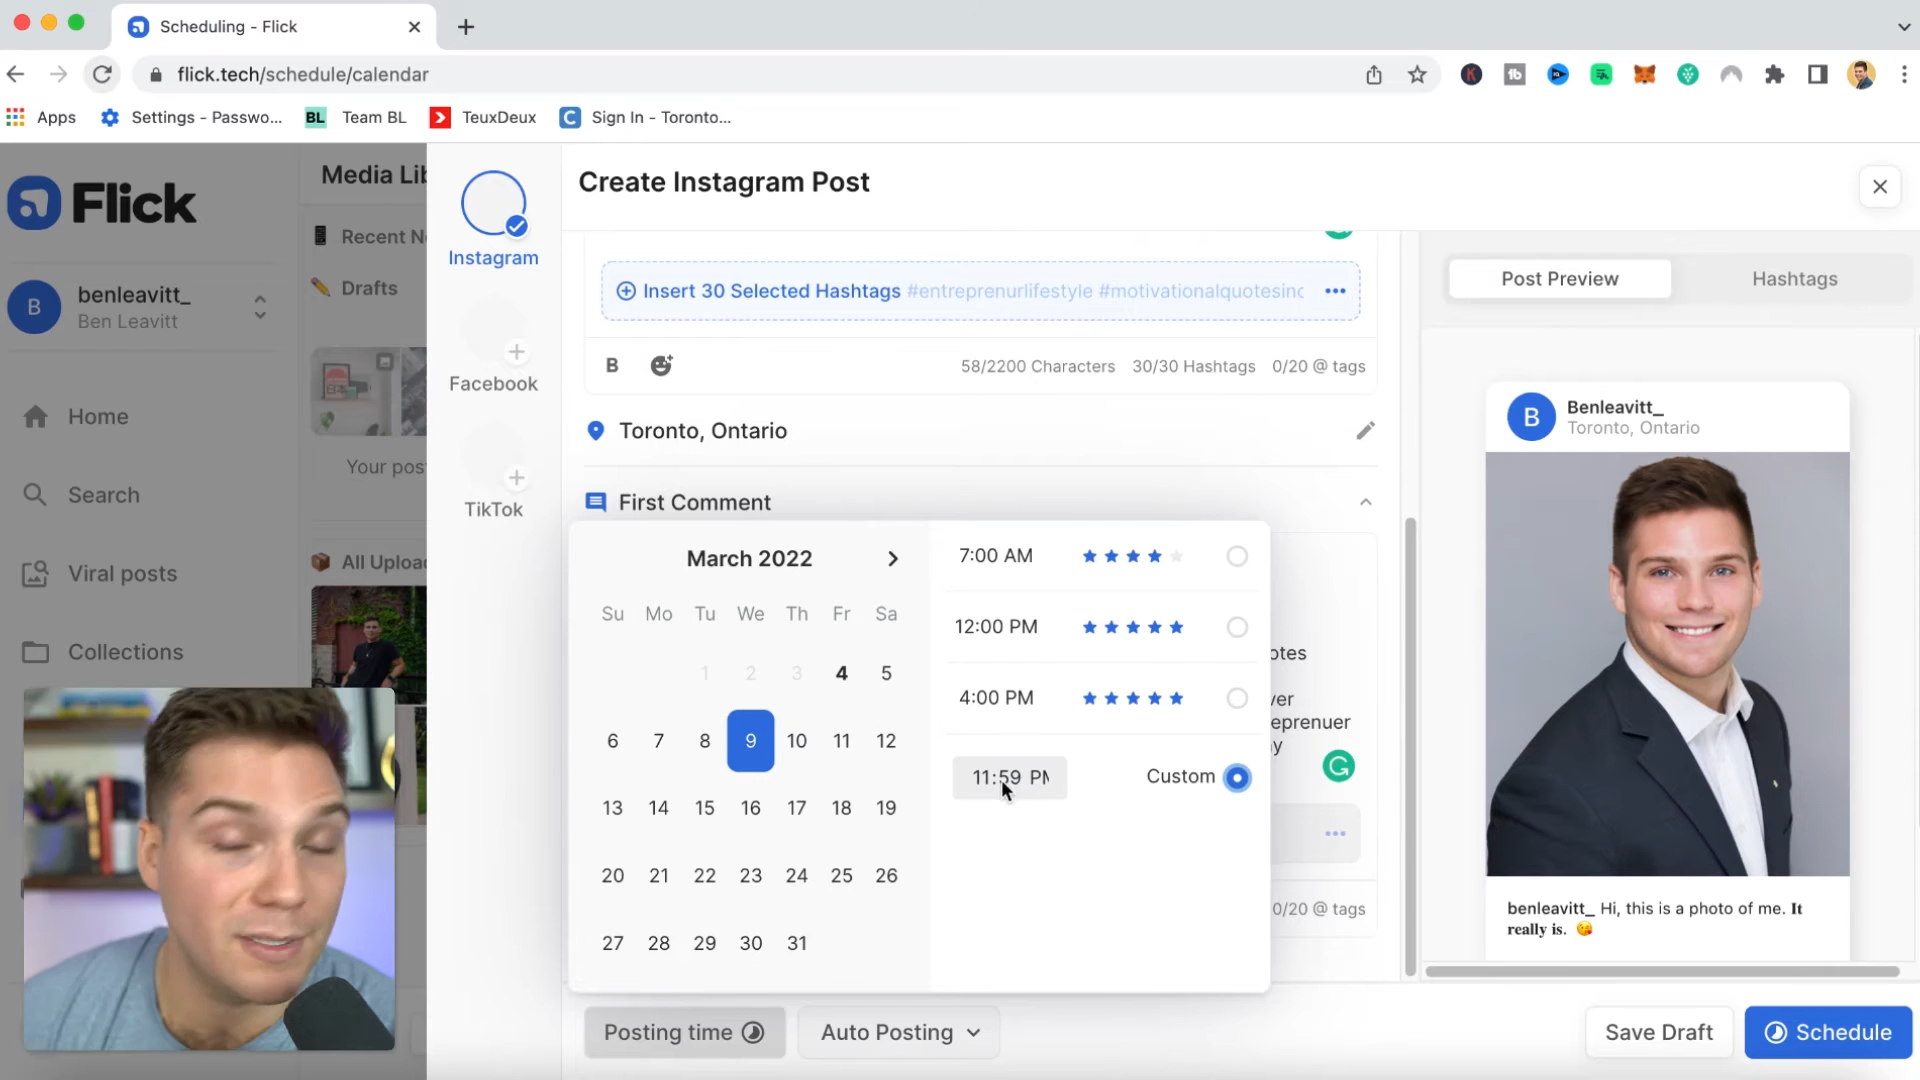 Scheduling - Flick
flick.tech/schedule/calendar
Apps
Settings - Passwo...
BL Team BL
TeuxDeux
C Sign In - Toronto...
Flick
B
benleavitt_
Ben Leavitt
Home
Search
Viral posts
Collections
Media Lib
Recent N
Drafts
Your pos
All Uploa
Instagram
Facebook
TikTok
Create Instagram Post
Insert 30 Selected Hashtags #entreprenurlifestyle #motivationalquotesinc
B
58/2200 Characters 30/30 Hashtags 0/20 @ tags
Toronto, Ontario
First Comment
March 2022
Su Mo Tu We Th Fr Sa
1 2 3 4 5
6 7 8 9 10 11 12
13 14 15 16 17 18 19
20 21 22 23 24 25 26
27 28 29 30 31
7:00 AM
12:00 PM
4:00 PM
11:59 PM
Custom
otes
ver
eprenuer
y
0/20 @ tags
Posting time
Auto Posting
Post Preview
Hashtags
B
Benleavitt_
Toronto, Ontario
benleavitt_ Hi, this is a photo of me. It
really is. 😘
Save Draft
Schedule